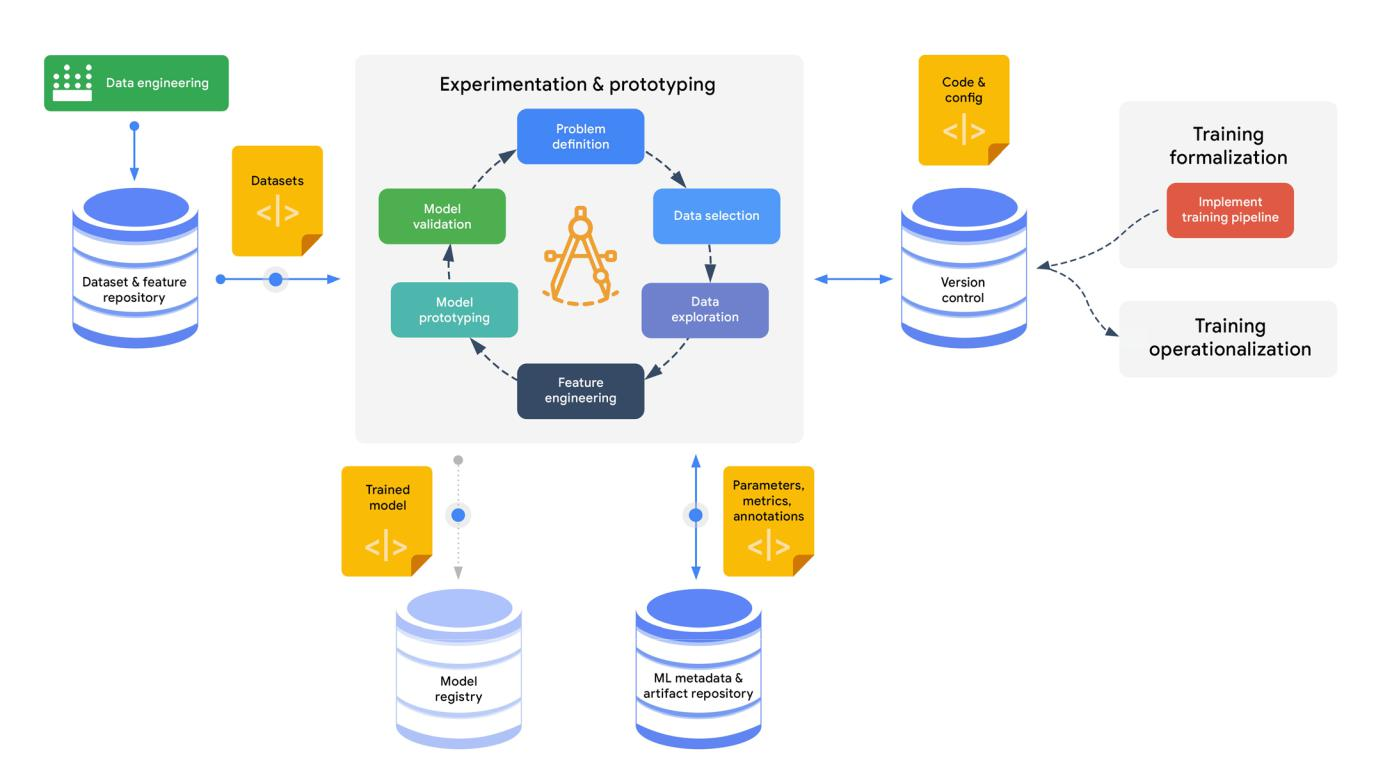 Data engineering
Datasets
</>
Dataset & feature
repository
Experimentation & prototyping
Problem
definition
Data selection
Data
exploration
Feature
engineering
Model
prototyping
Model
validation
Code &
config
<|>
Version
control
Training
formalization
Implement
training pipeline
Training
operationalization
Trained
model
<|>
Parameters,
metrics,
annotations
<|>
Model
registry
ML metadata &
artifact repository